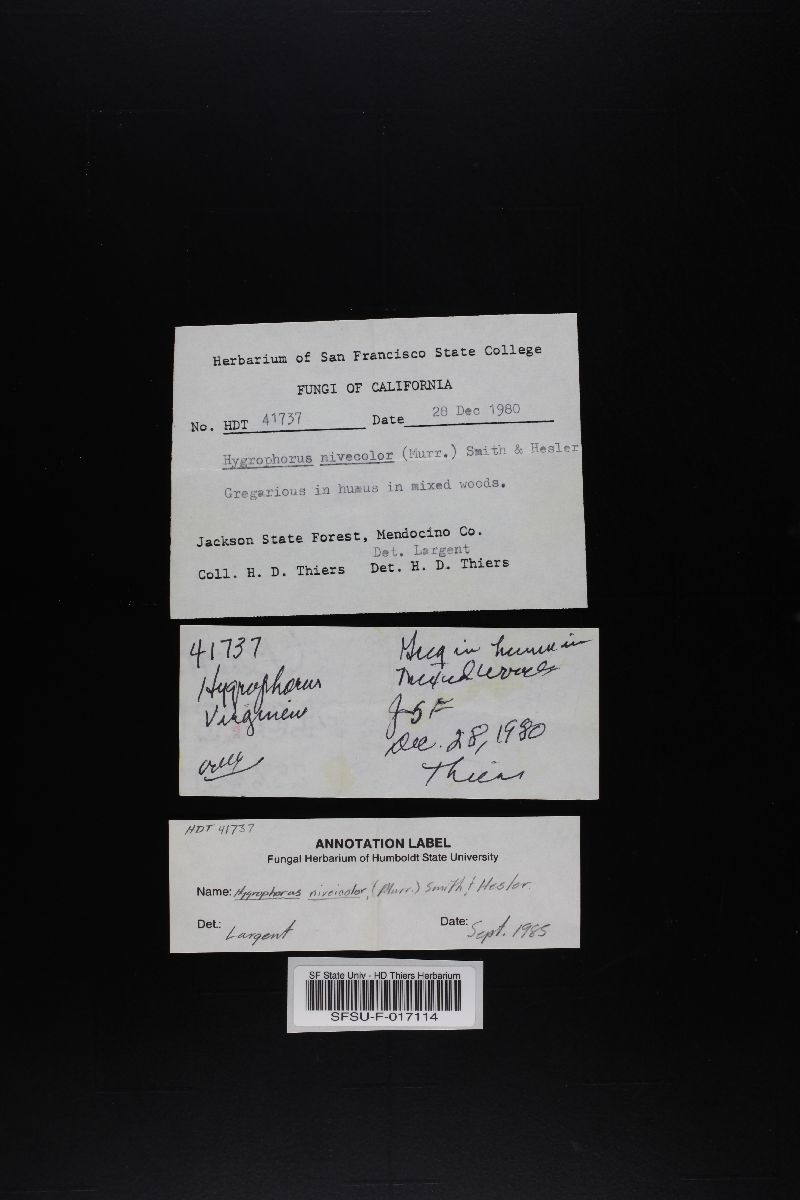 Herbarium of San Francisco State College
FUNGI OF CALIFORNIA
No. HDT 41737 Date 28 Dec 1980
Hygrophorus nivecolor (Murr.) Smith & Hesler
Gregarious in humus in mixed woods.
Jackson State Forest, Mendocino Co.
Det. Largent
Coll. H. D. Thiers Det. H. D. Thiers
41737
Hygrophorus
Virgineus
Greg in humus in
mixed woods
JSF
Dec. 28, 1980
Thiers
HDT 41737
ANNOTATION LABEL
Fungal Herbarium of Humboldt State University
Name: Hygrophorus niveicolor, (Murr.) Smith & Hesler.
Det.: Largent
Date: Sept. 1985
SF State Univ - HD Thiers Herbarium
SFSU-F-017114